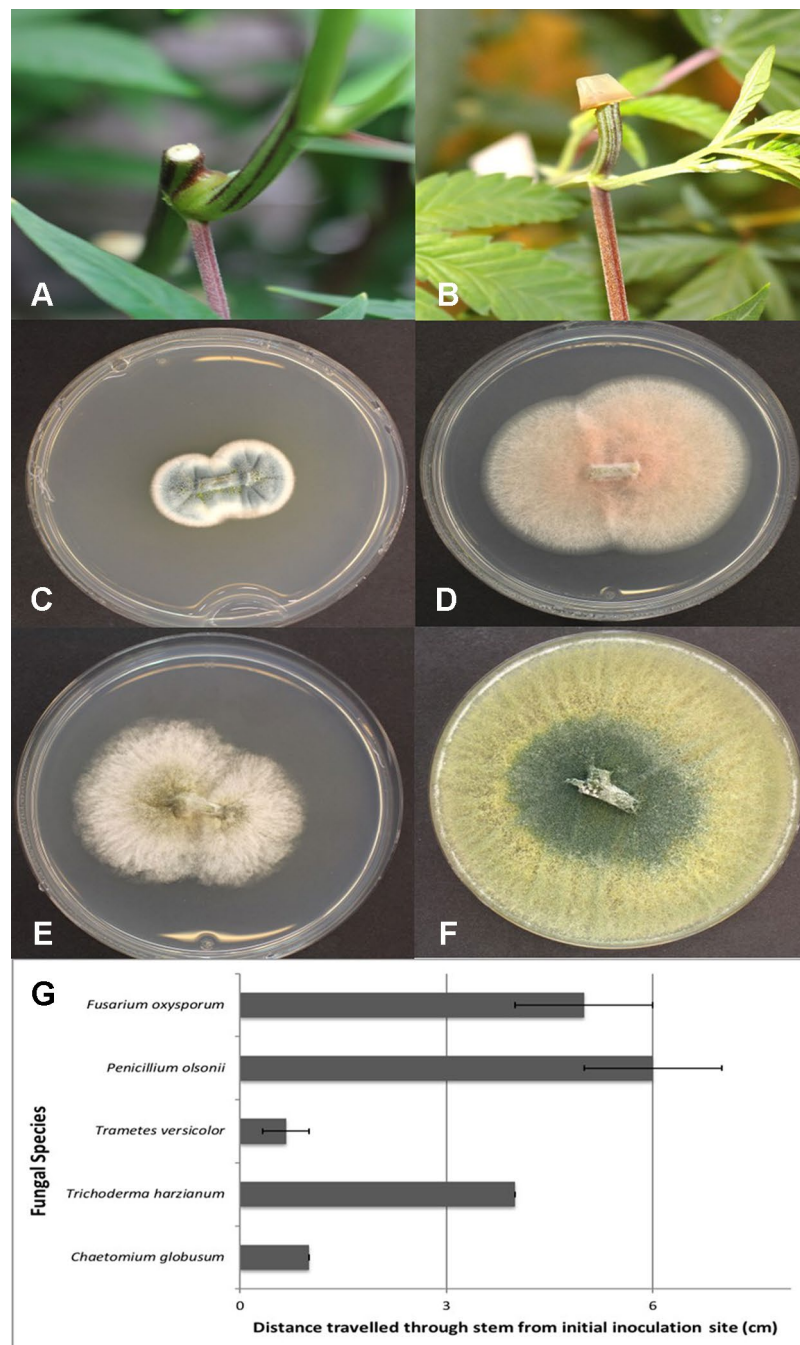 A
B
C
D
E
F
G
Fusarium oxysporum
Penicillium olsonii
Trametes versicolor
Trichoderma harzianum
Chaetomium globusum
Fungal Species
0 3 6
Distance travelled through stem from initial inoculation site (cm)